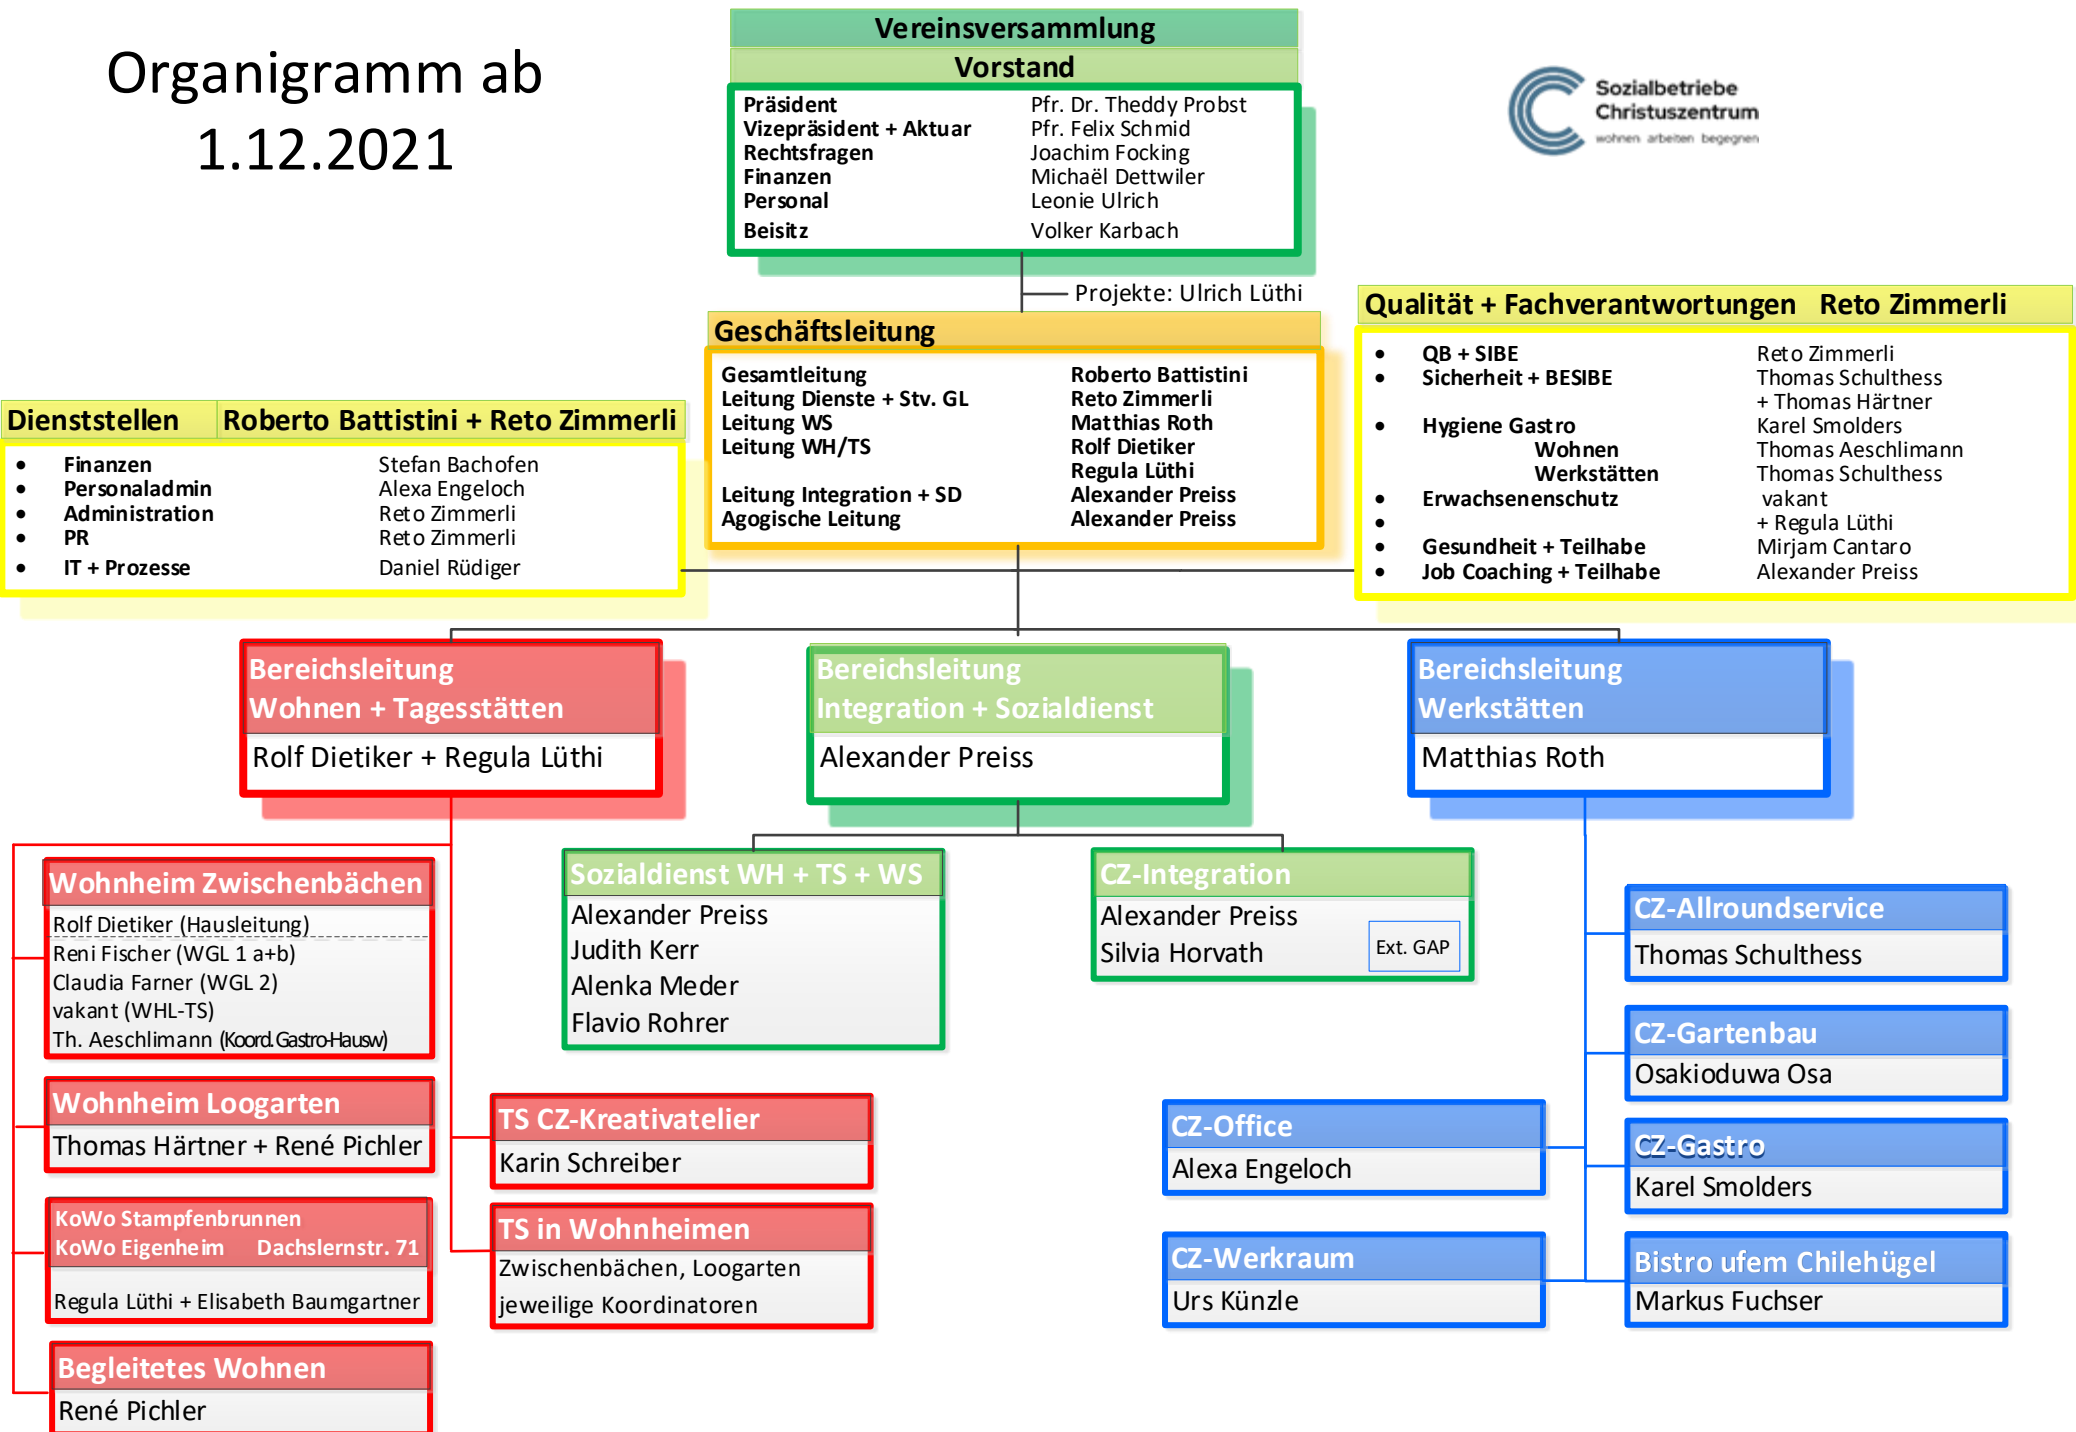 Organigramm ab
1.12.2021
Vereinsversammlung
Vorstand
Präsident Pfr. Dr. Theddy Probst
Vizepräsident + Aktuar Pfr. Felix Schmid
Rechtsfragen Joachim Focking
Finanzen Michaël Dettwiler
Personal Leonie Ulrich
Beisitz Volker Karbach
Sozialbetriebe
Christuszentrum
wohnen arbeiten begegnen
Projekte: Ulrich Lüthi
Geschäftsleitung
Gesamtleitung Roberto Battistini
Leitung Dienste + Stv. GL Reto Zimmerli
Leitung WS Matthias Roth
Leitung WH/TS Rolf Dietiker
Regula Lüthi
Leitung Integration + SD Alexander Preiss
Agogische Leitung Alexander Preiss
Qualität + Fachverantwortungen Reto Zimmerli
• QB + SIBE Reto Zimmerli
• Sicherheit + BESIBE Thomas Schulthess
+ Thomas Härtner
• Hygiene Gastro Karel Smolders
Wohnen Thomas Aeschlimann
Werkstätten Thomas Schulthess
• Erwachsenenschutz vakant
• + Regula Lüthi
• Gesundheit + Teilhabe Mirjam Cantaro
• Job Coaching + Teilhabe Alexander Preiss
Dienststellen Roberto Battistini + Reto Zimmerli
• Finanzen Stefan Bachofen
• Personaladmin Alexa Engeloch
• Administration Reto Zimmerli
• PR Reto Zimmerli
• IT + Prozesse Daniel Rüdiger
Bereichsleitung
Wohnen + Tagesstätten
Rolf Dietiker + Regula Lüthi
Bereichsleitung
Integration + Sozialdienst
Alexander Preiss
Bereichsleitung
Werkstätten
Matthias Roth
Wohnheim Zwischenbächen
Rolf Dietiker (Hausleitung)
Reni Fischer (WGL 1 a+b)
Claudia Farner (WGL 2)
vakant (WHL-TS)
Th. Aeschlimann (Koord. Gastro-Hausw)
Wohnheim Loogarten
Thomas Härtner + René Pichler
KoWo Stampfenbrunnen
KoWo Eigenheim Dachslernstr. 71
Regula Lüthi + Elisabeth Baumgartner
Begleitetes Wohnen
René Pichler
TS CZ-Kreativatelier
Karin Schreiber
TS in Wohnheimen
Zwischenbächen, Loogarten
jeweilige Koordinatoren
Sozialdienst WH + TS + WS
Alexander Preiss
Judith Kerr
Alenka Meder
Flavio Rohrer
CZ-Integration
Alexander Preiss
Silvia Horvath
Ext. GAP
CZ-Office
Alexa Engeloch
CZ-Werkraum
Urs Künzle
CZ-Allroundservice
Thomas Schulthess
CZ-Gartenbau
Osakioduwa Osa
CZ-Gastro
Karel Smolders
Bistro ufem Chilehügel
Markus Fuchser